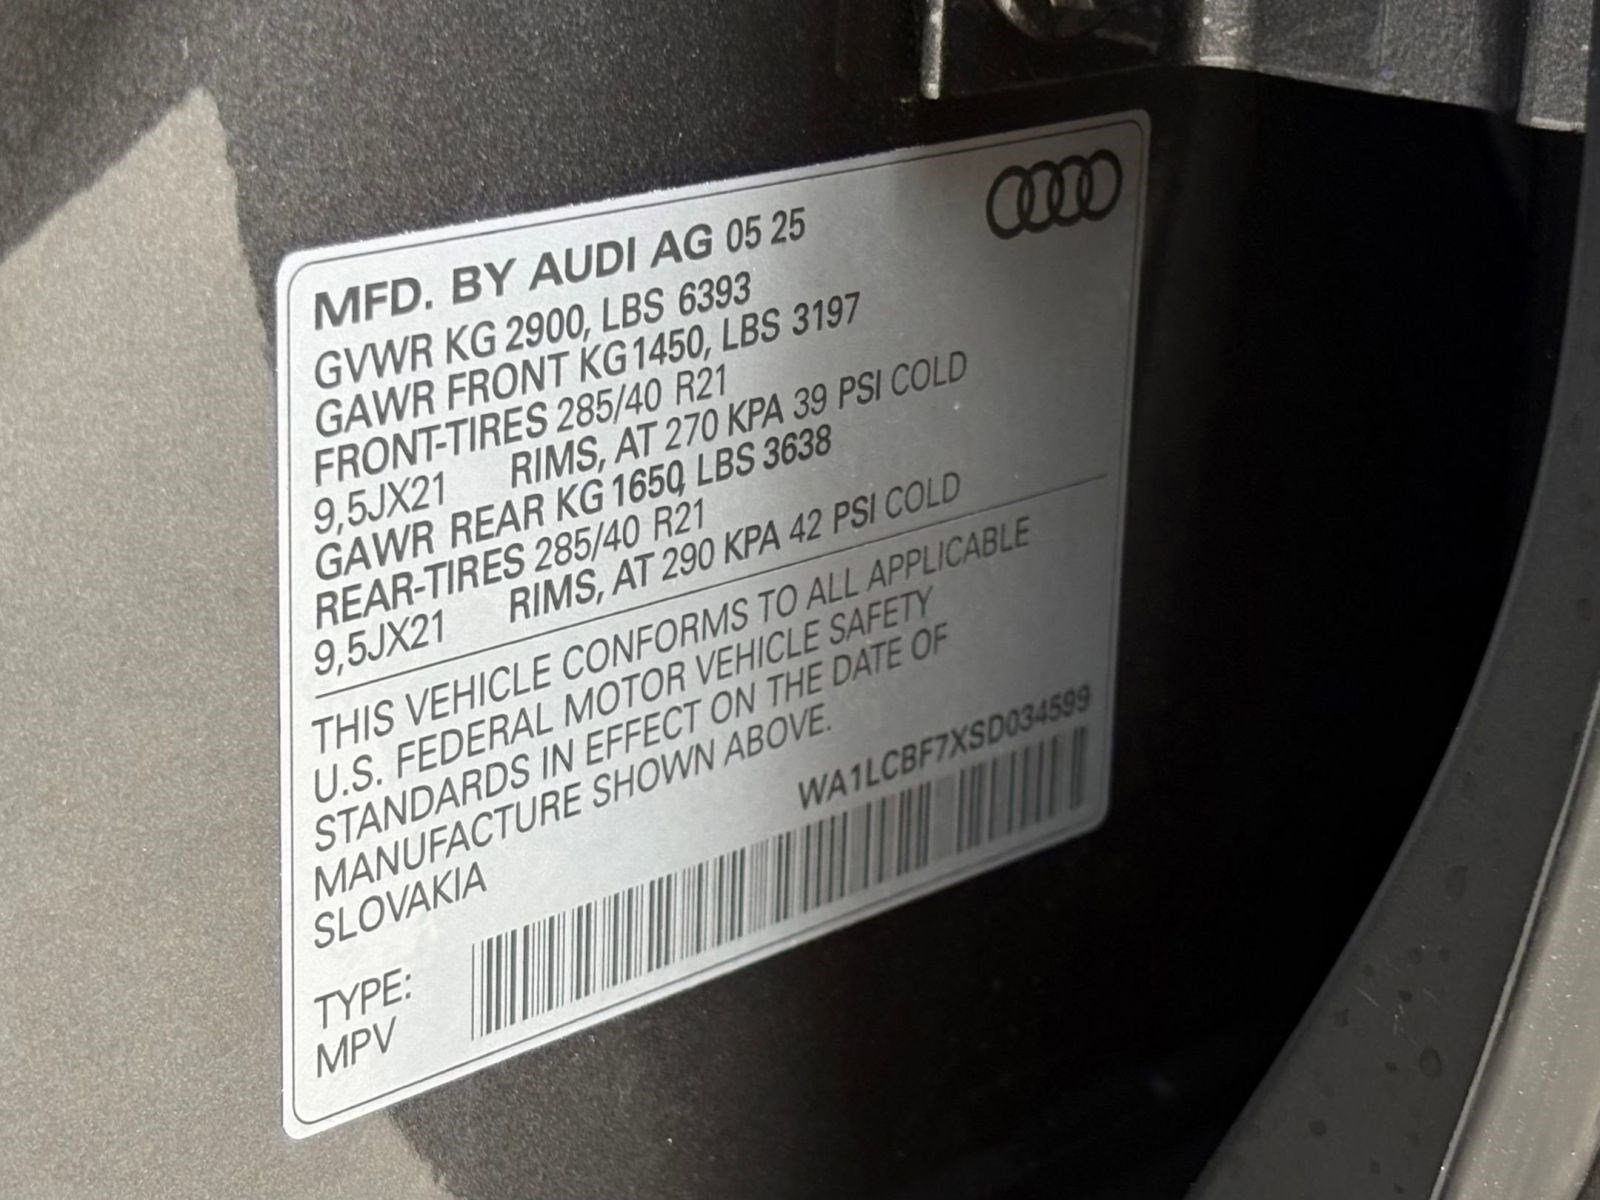 MFD. BY AUDI AG 05 25
GVWR KG 2900, LBS 6393
GAWR FRONT KG 1450, LBS 3197
FRONT-TIRES 285/40 R21
9,5JX21 RIMS, AT 270 KPA 39 PSI COLD
GAWR REAR KG 1650, LBS 3638
REAR-TIRES 285/40 R21
9,5JX21 RIMS, AT 290 KPA 42 PSI COLD
THIS VEHICLE CONFORMS TO ALL APPLICABLE
U.S. FEDERAL MOTOR VEHICLE SAFETY
STANDARDS IN EFFECT ON THE DATE OF
MANUFACTURE SHOWN ABOVE.
SLOVAKIA
WA1LCBF7XSD034599
TYPE:
MPV